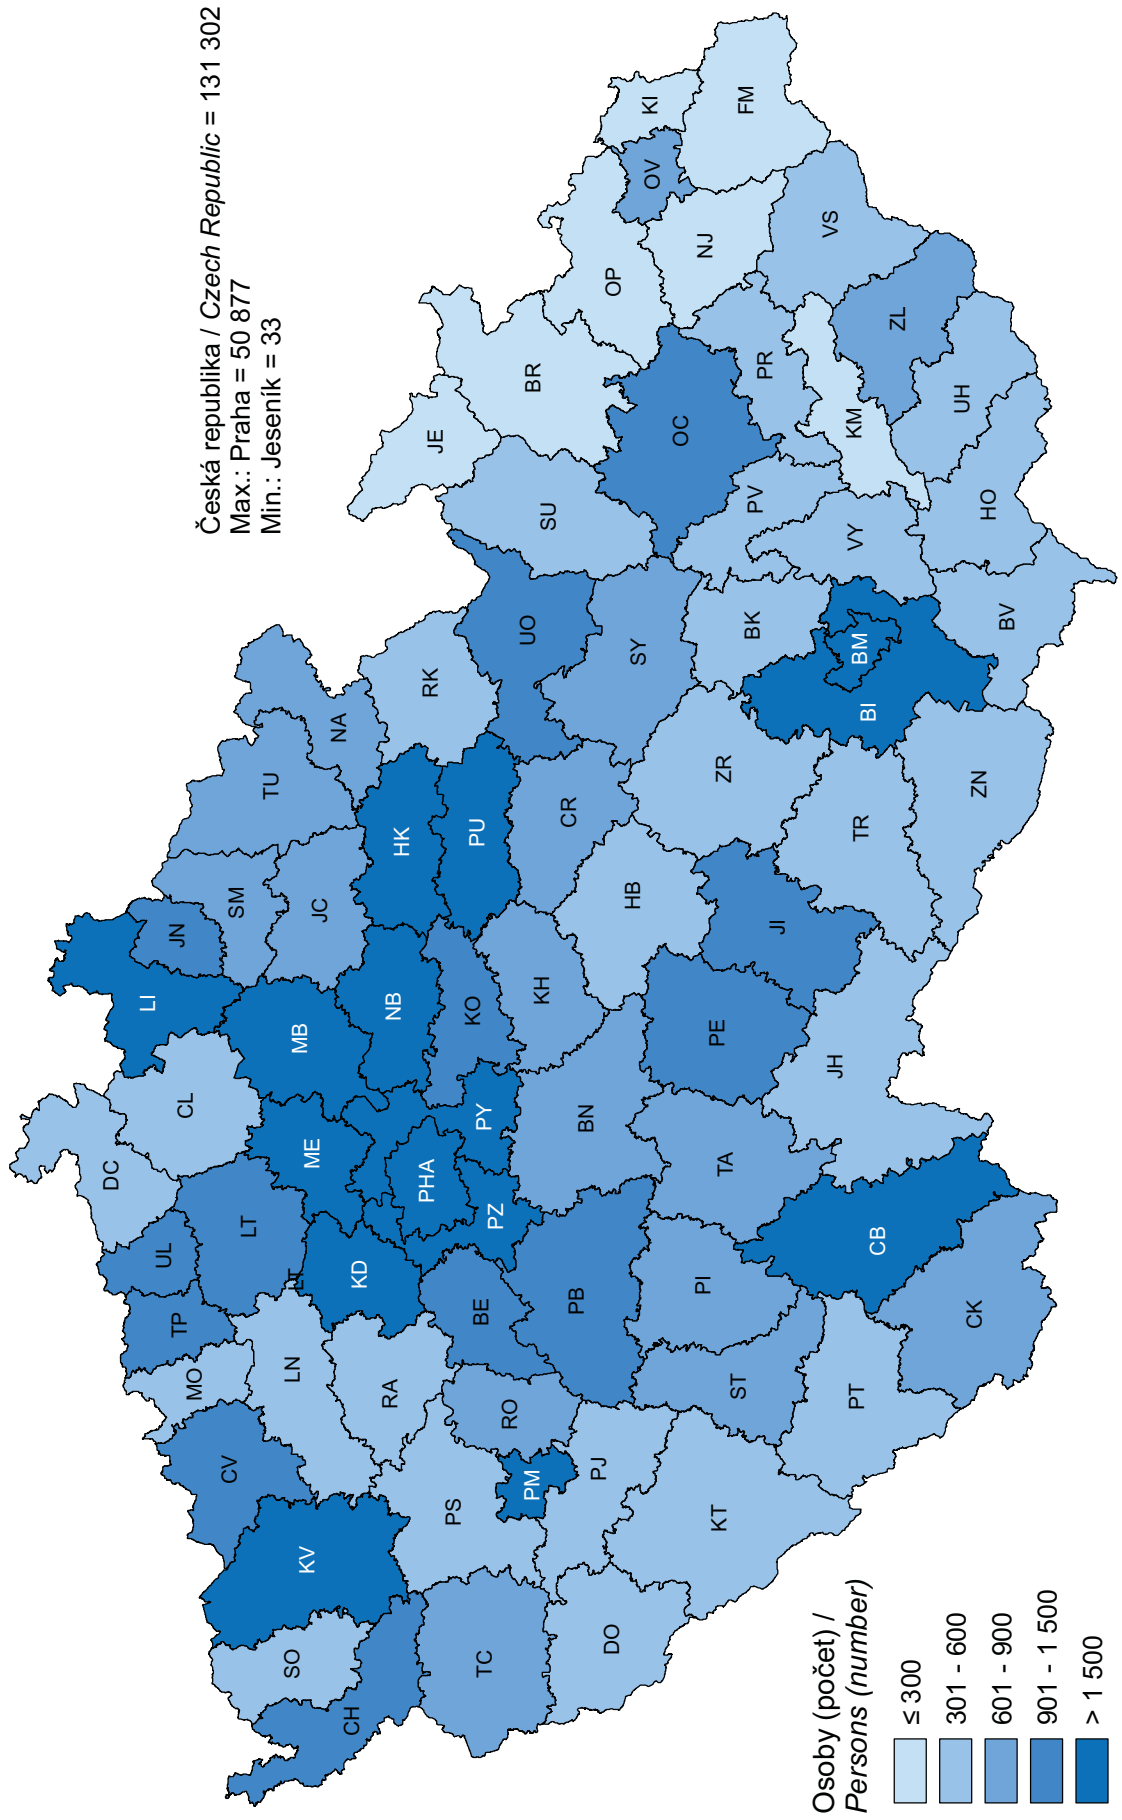 Česká republika / Czech Republic = 131 302
Max.: Praha = 50 877
Min.: Jeseník = 33
DC
LI
JN
SM
TU
NA
UL
CL
TP
LT
MO
LT
LN
CV
KV
SO
CH
ME
MB
JC
HK
RK
KD
RA
PHA
NB
PU
UO
KO
PY
PZ
BE
RO
PS
PM
TC
KH
CR
SY
SU
JE
BR
OP
KI
OV
FM
NJ
OC
PB
BN
HB
ZR
BK
PV
PR
VS
PJ
DO
KT
ST
PI
TA
PE
JI
TR
BI
BM
VY
KM
ZL
UH
HO
BV
ZN
JH
CB
CK
PT
Osoby (počet) /
Persons (number)
≤ 300
301 - 600
601 - 900
901 - 1 500
> 1 500